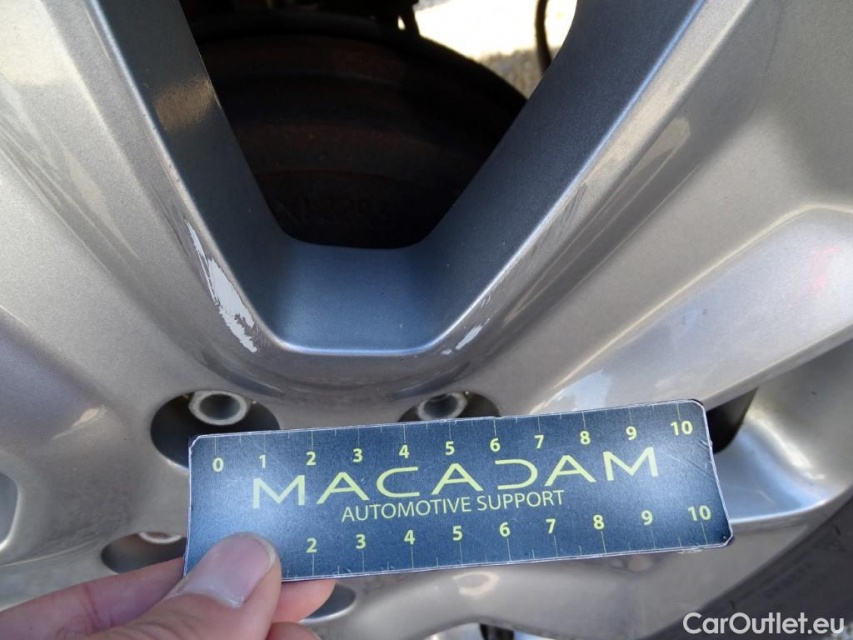 0 1 2 3 4 5 6 7 8 9 10
MACADAM
AUTOMOTIVE SUPPORT
2 3 4 5 6 7 8 9 10
CarOutlet.eu